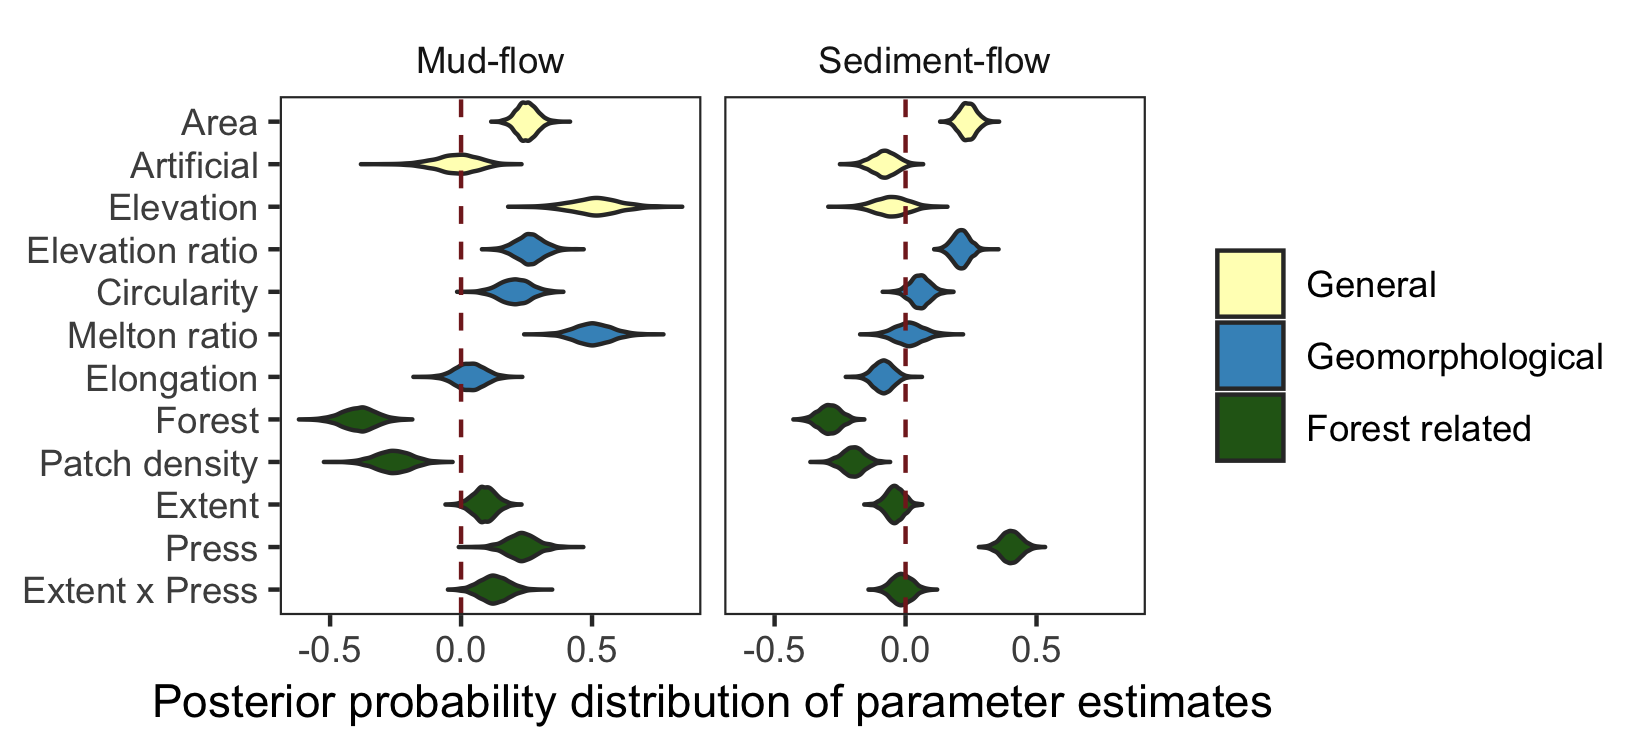 Mud-flow
Sediment-flow
Area
Artificial
Elevation
Elevation ratio
Circularity
Melton ratio
Elongation
Forest
Patch density
Extent
Press
Extent x Press
-0.5 0.0 0.5
-0.5 0.0 0.5
Posterior probability distribution of parameter estimates
General
Geomorphological
Forest related